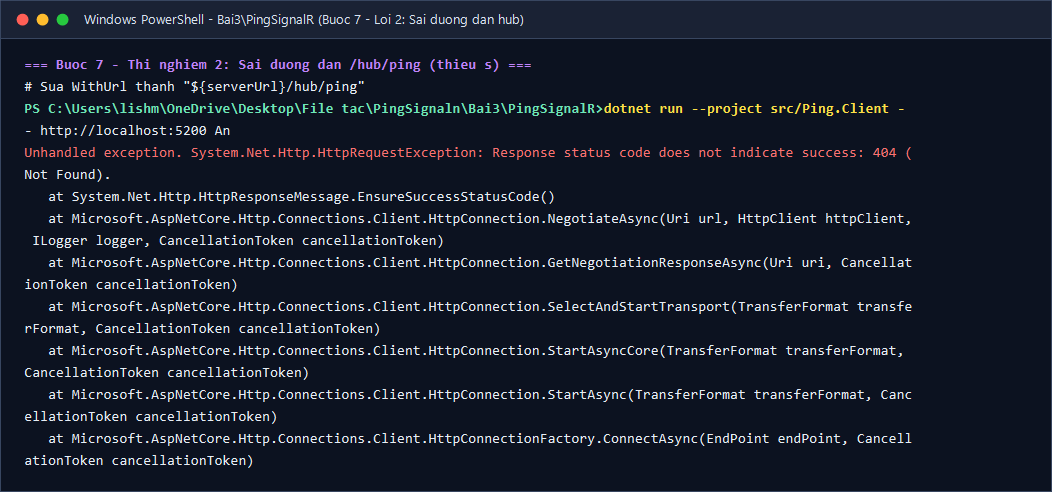 Windows PowerShell - Bai3\PingSignalR (Buoc 7 - Loi 2: Sai duong dan hub)
=== Buoc 7 - Thi nghiem 2: Sai duong dan /hub/ping (thieu s) ===
# Sua WithUrl thanh "${serverUrl}/hub/ping"
PS C:\Users\lishm\OneDrive\Desktop\File tac\PingSignaln\Bai3\PingSignalR>dotnet run --project src/Ping.Client -
- http://localhost:5200 An
Unhandled exception. System.Net.Http.HttpRequestException: Response status code does not indicate success: 404 (
Not Found).
   at System.Net.Http.HttpResponseMessage.EnsureSuccessStatusCode()
   at Microsoft.AspNetCore.Http.Connections.Client.HttpConnection.NegotiateAsync(Uri url, HttpClient httpClient,
 ILogger logger, CancellationToken cancellationToken)
   at Microsoft.AspNetCore.Http.Connections.Client.HttpConnection.GetNegotiationResponseAsync(Uri uri, Cancellat
ionToken cancellationToken)
   at Microsoft.AspNetCore.Http.Connections.Client.HttpConnection.SelectAndStartTransport(TransferFormat transfe
rFormat, CancellationToken cancellationToken)
   at Microsoft.AspNetCore.Http.Connections.Client.HttpConnection.StartAsyncCore(TransferFormat transferFormat,
CancellationToken cancellationToken)
   at Microsoft.AspNetCore.Http.Connections.Client.HttpConnection.StartAsync(TransferFormat transferFormat, Canc
ellationToken cancellationToken)
   at Microsoft.AspNetCore.Http.Connections.Client.HttpConnectionFactory.ConnectAsync(EndPoint endPoint, Cancell
ationToken cancellationToken)